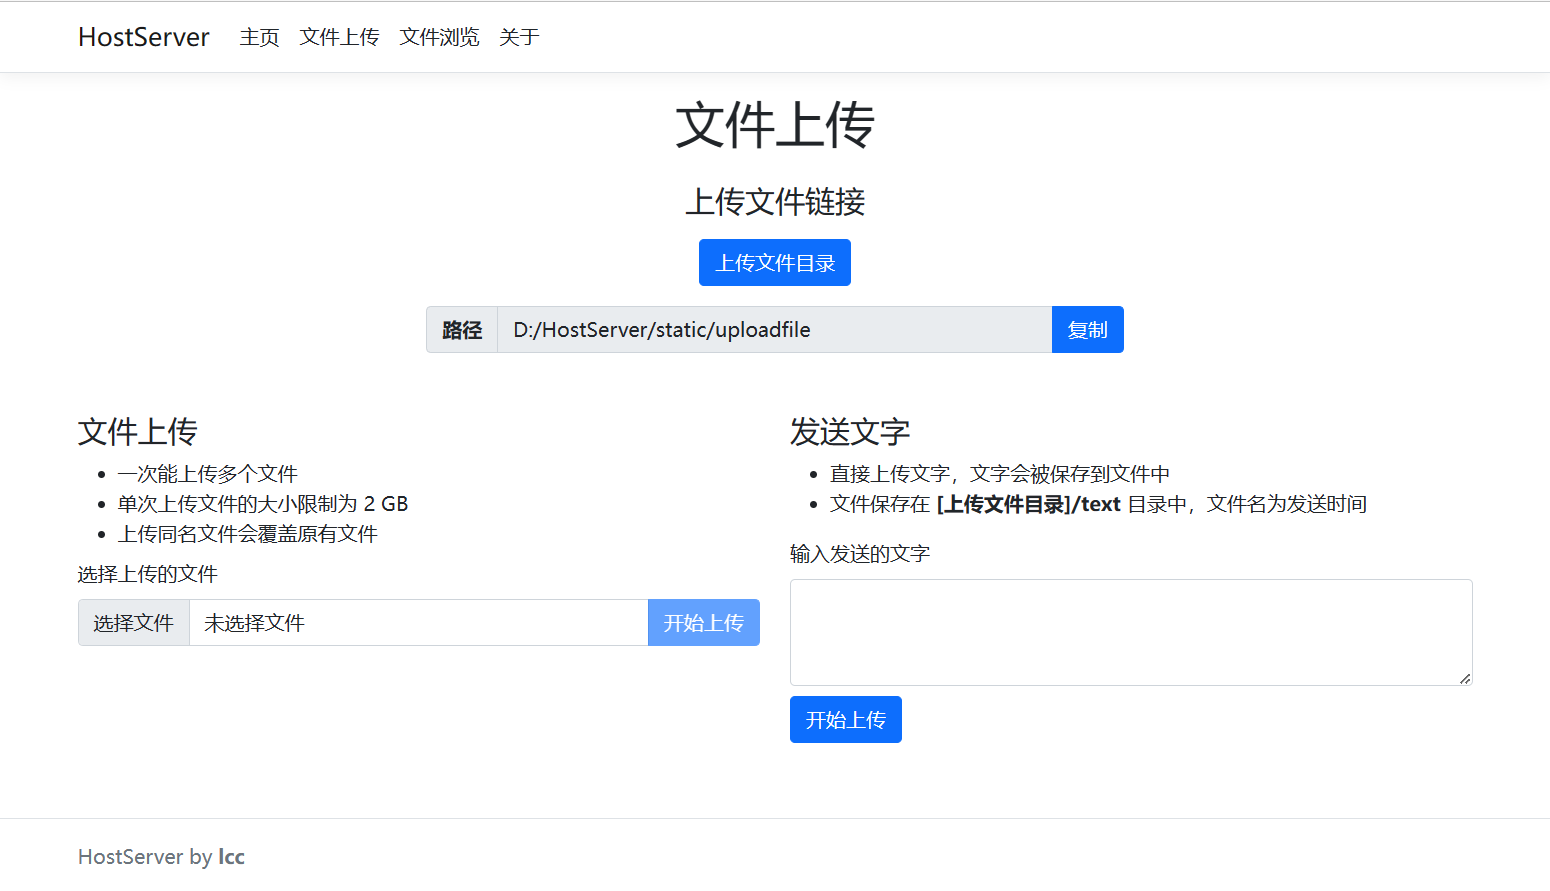 HostServer 主页 文件上传 文件浏览 关于
文件上传
上传文件链接
上传文件目录
路径 D:/HostServer/static/uploadfile 复制
文件上传
一次能上传多个文件
单次上传文件的大小限制为 2 GB
上传同名文件会覆盖原有文件
选择上传的文件
选择文件 未选择文件 开始上传
发送文字
直接上传文字，文字会被保存到文件中
文件保存在 [上传文件目录]/text 目录中，文件名为发送时间
输入发送的文字
开始上传
HostServer by lcc